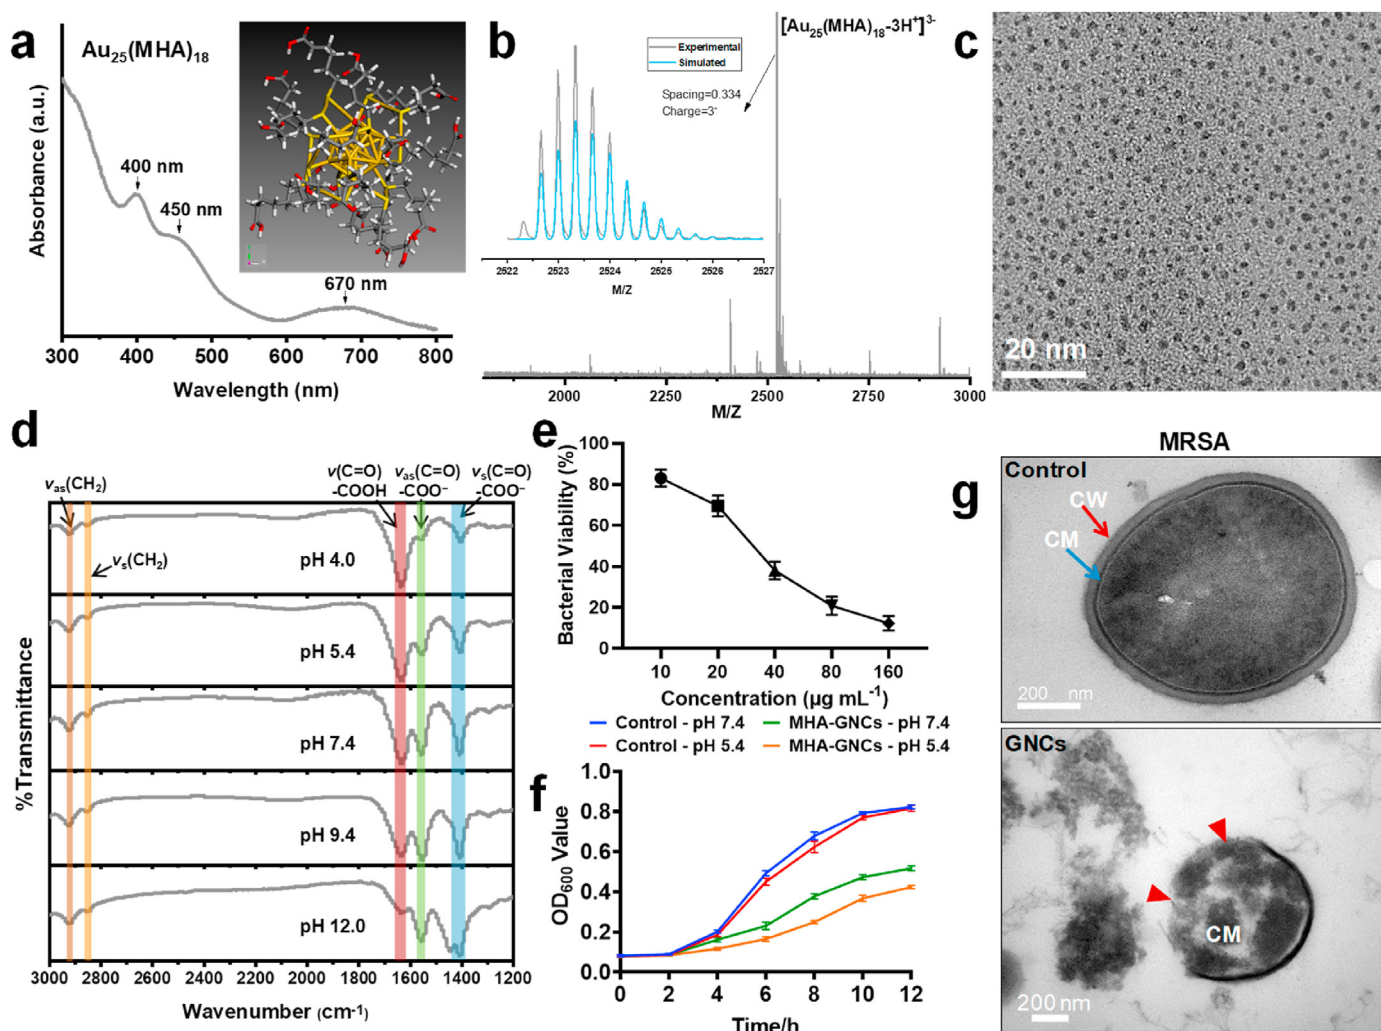 a
Au25(MHA)18
400 nm
450 nm
670 nm
Absorbance (a.u.)
300 400 500 600 700 800
Wavelength (nm)
b
[Au25(MHA)18-3H+]3-
Experimental
Simulated
Spacing=0.334
Charge=3-
2522 2523 2524 2525 2526 2527
M/Z
2000 2250 2500 2750 3000
M/Z
c
20 nm
d
vas(CH2)
vs(CH2)
v(C=O)
-COOH
vas(C=O)
-COO−
vs(C=O)
-COO−
pH 4.0
pH 5.4
pH 7.4
pH 9.4
pH 12.0
%Transmittance
3000 2800 2600 2400 2200 2000 1800 1600 1400 1200
Wavenumber (cm-1)
e
Bacterial Viability (%)
100
80
60
40
20
0
10 20 40 80 160
Concentration (µg mL-1)
Control - pH 7.4
MHA-GNCs - pH 7.4
Control - pH 5.4
MHA-GNCs - pH 5.4
f
OD600 Value
1.0
0.8
0.6
0.4
0.2
0.0
0 2 4 6 8 10 12
Time/h
MRSA
g
Control
CW
CM
200 nm
GNCs
CM
200 nm